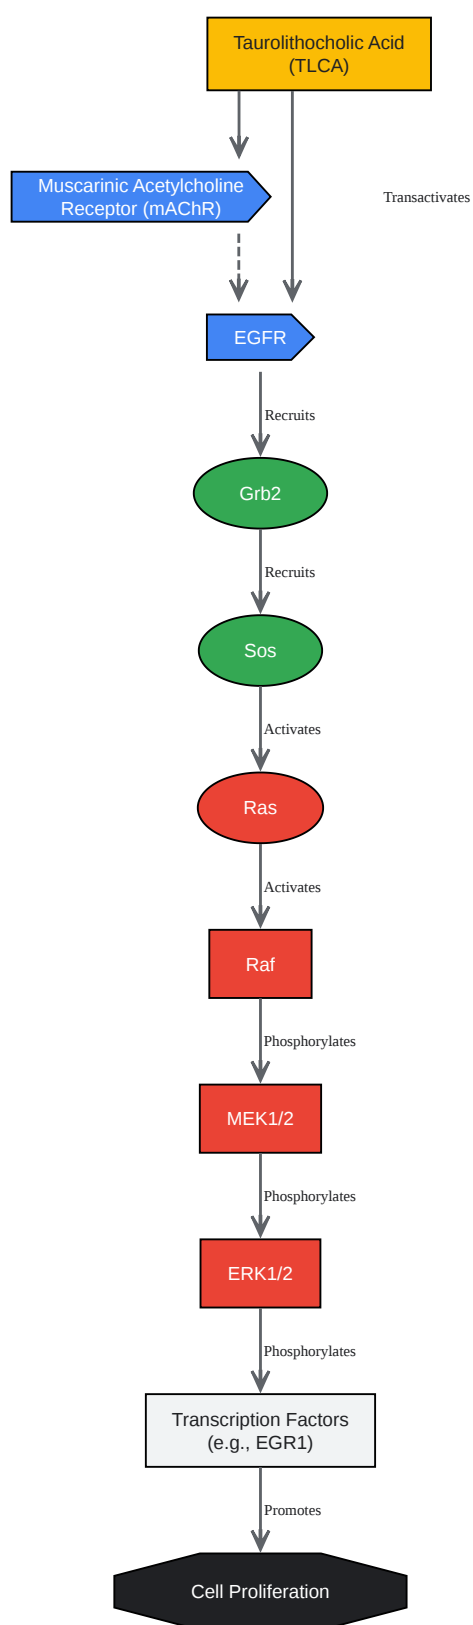 Taurolithocholic Acid
(TLCA)
Muscarinic Acetylcholine
Receptor (mAChR)
Transactivates
EGFR
Recruits
Grb2
Recruits
Sos
Activates
Ras
Activates
Raf
Phosphorylates
MEK1/2
Phosphorylates
ERK1/2
Phosphorylates
Transcription Factors
(e.g., EGR1)
Promotes
Cell Proliferation